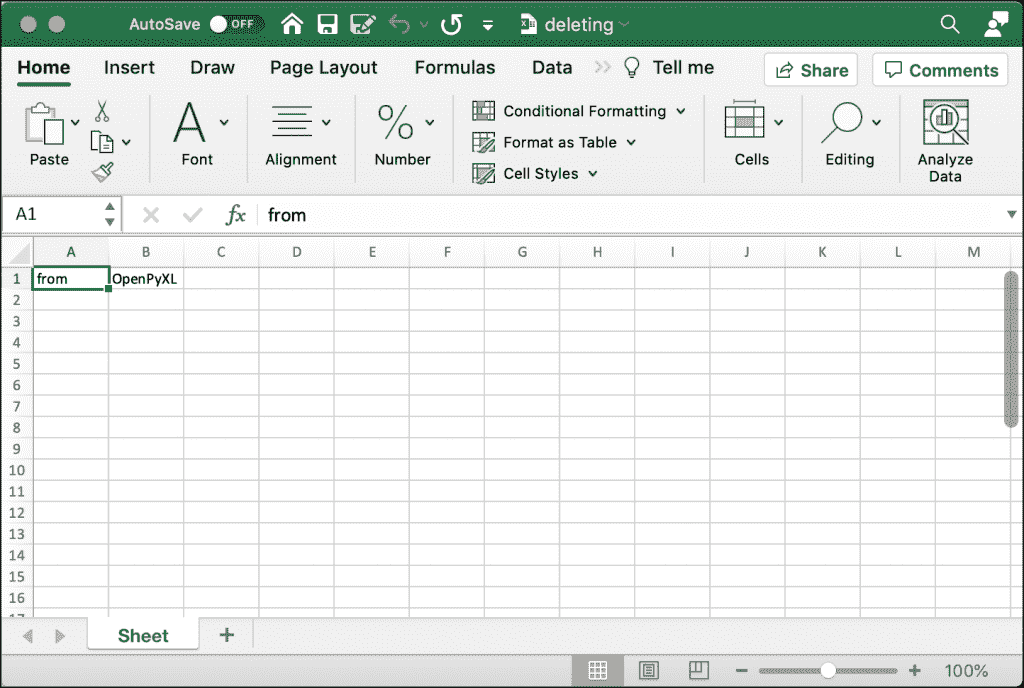 AutoSave OFF deleting
Home Insert Draw Page Layout Formulas Data >> Tell me Share Comments
Paste Font Alignment % Number Conditional Formatting Format as Table Cell Styles Cells Editing Analyze Data
A1 fx from
A B C D E F G H I J K L M
1 from OpenPyXL
2
3
4
5
6
7
8
9
10
11
12
13
14
15
16
17
Sheet +
− + 100%